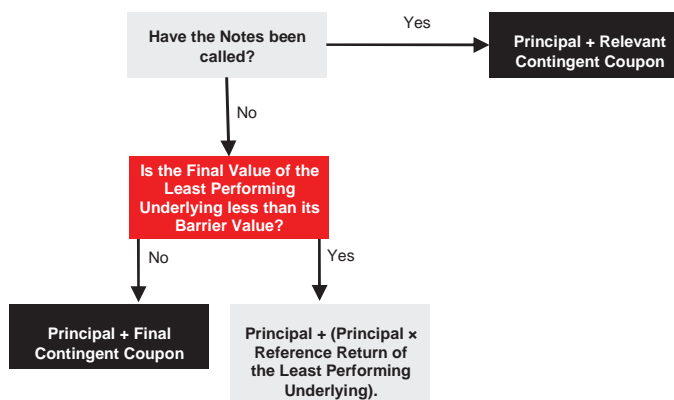 Have the Notes been
called?
Yes
Principal + Relevant
Contingent Coupon
No
Is the Final Value of the
Least Performing
Underlying less than its
Barrier Value?
No
Yes
Principal + Final
Contingent Coupon
Principal + (Principal ×
Reference Return of
the Least Performing
Underlying).